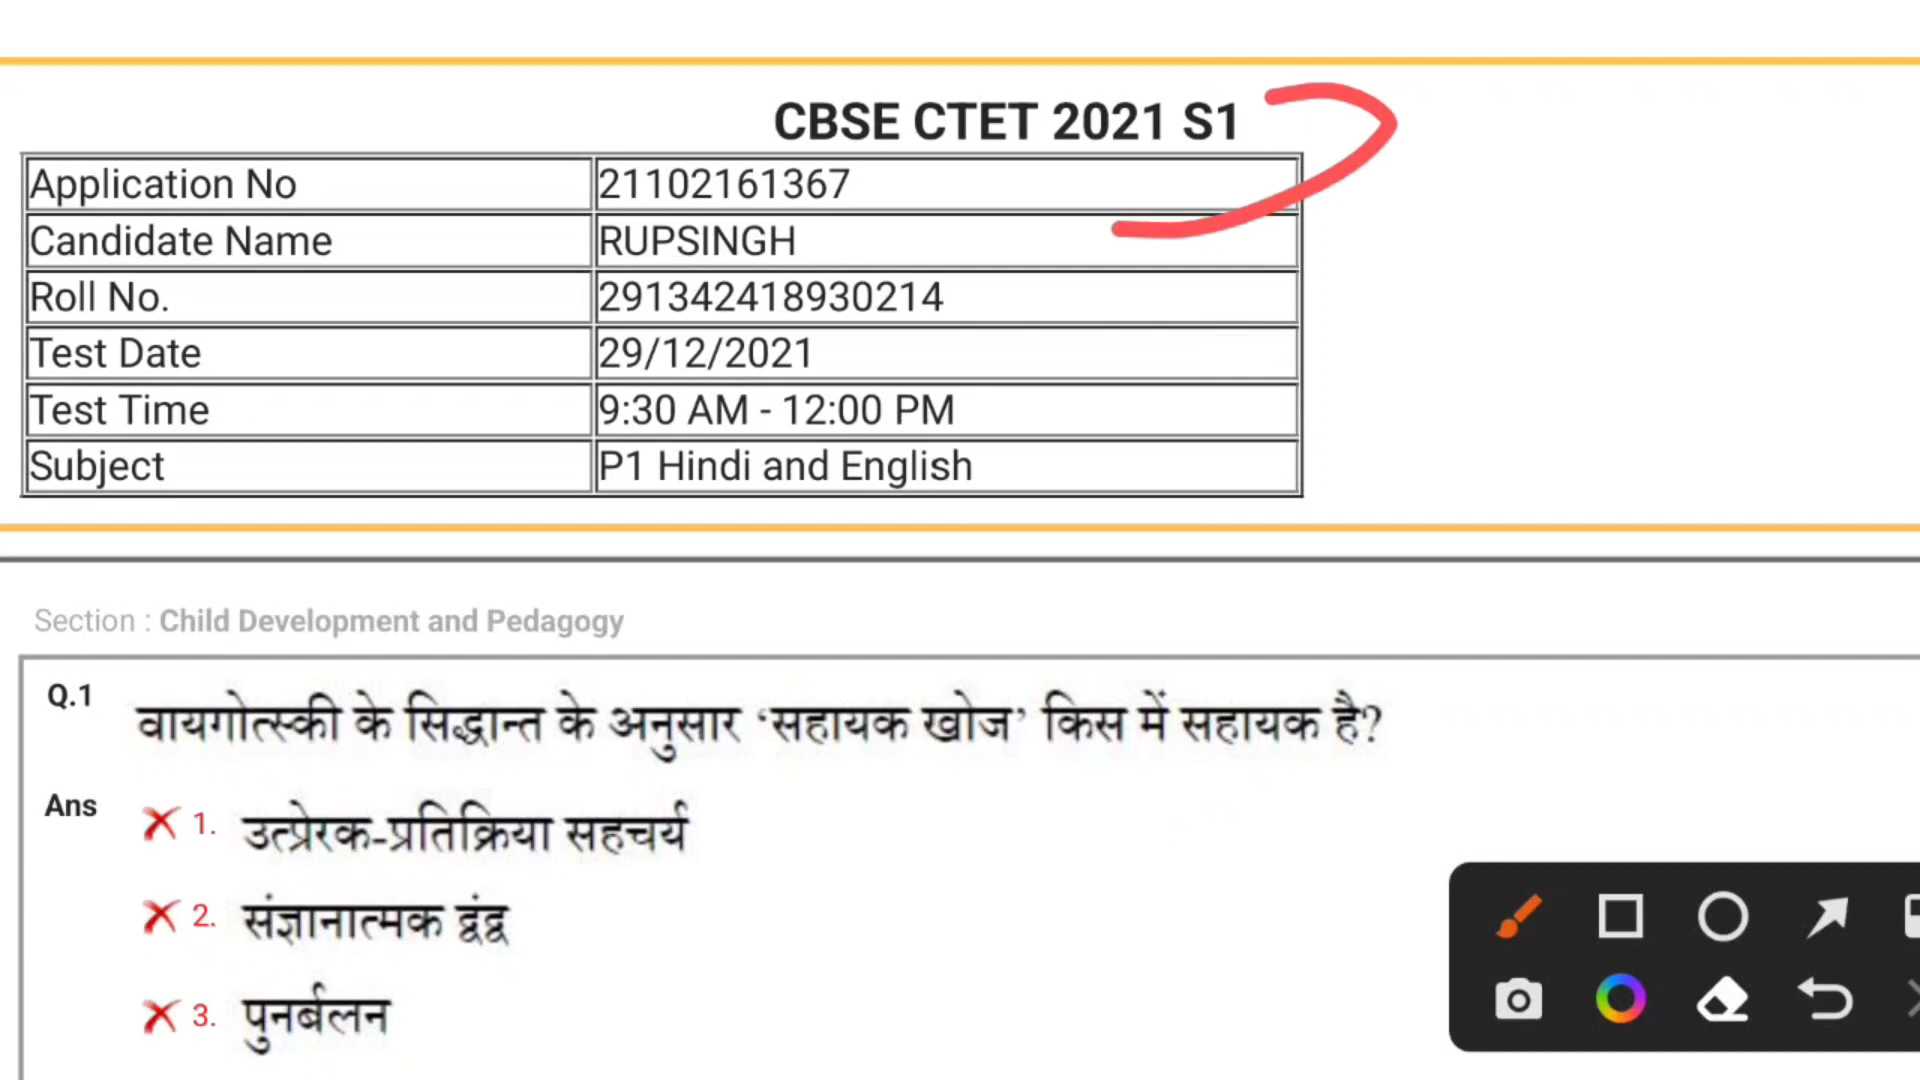 CBSE CTET 2021 S1
Application No 21102161367
Candidate Name RUPSINGH
Roll No. 291342418930214
Test Date 29/12/2021
Test Time 9:30 AM - 12:00 PM
Subject P1 Hindi and English
Section : Child Development and Pedagogy
Q.1 वायगोत्स्की के सिद्धान्त के अनुसार ‘सहायक खोज’ किस में सहायक है?
Ans 1. उत्प्रेरक-प्रतिक्रिया सहचर्य
2. संज्ञानात्मक द्वंद्व
3. पुनर्बलन